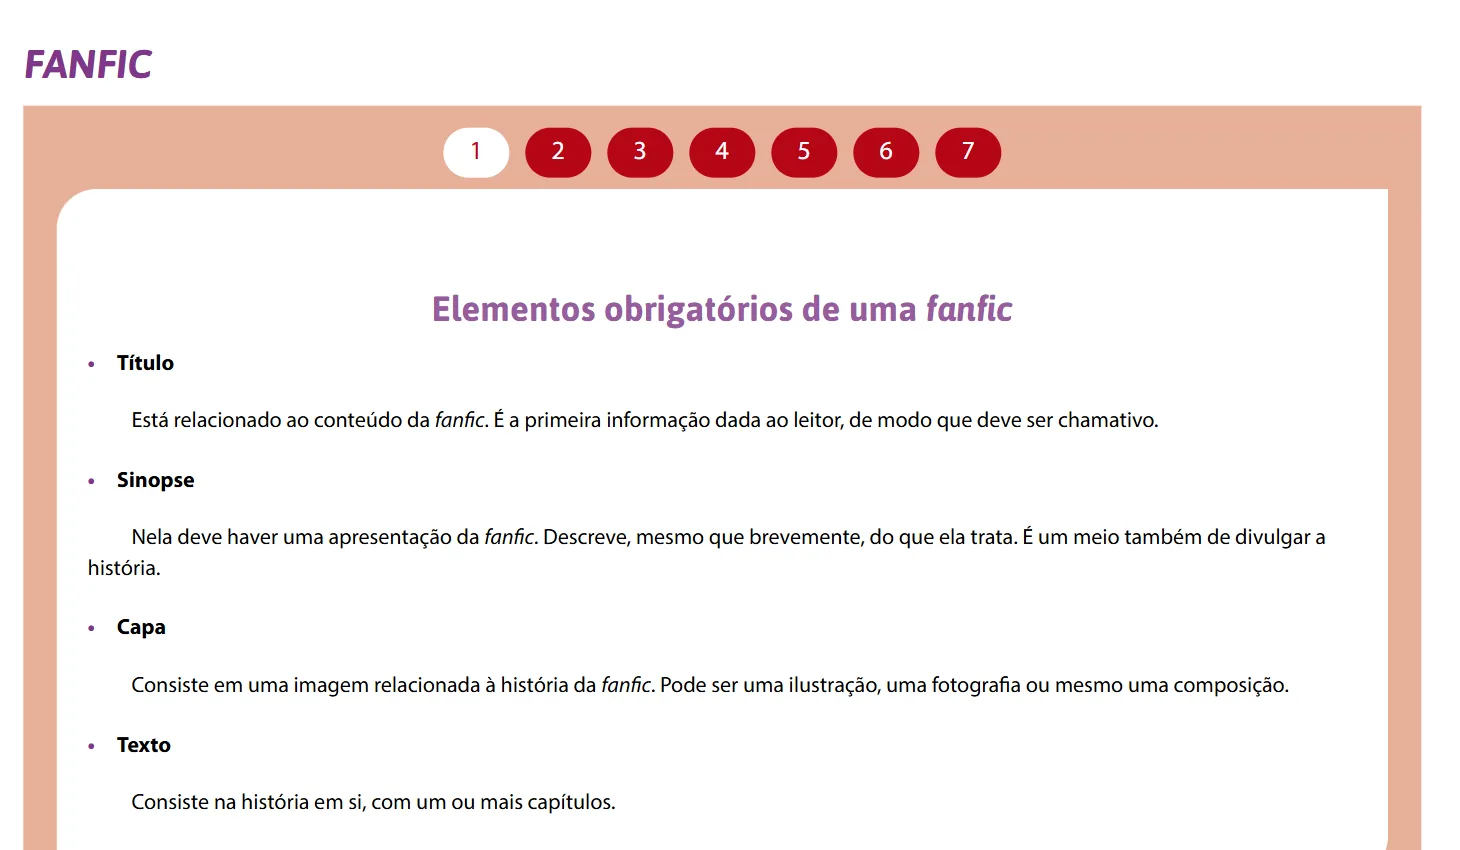 FANFIC
1 2 3 4 5 6 7
Elementos obrigatórios de uma fanfic
• Título
Está relacionado ao conteúdo da fanfic. É a primeira informação dada ao leitor, de modo que deve ser chamativo.
• Sinopse
Nela deve haver uma apresentação da fanfic. Descreve, mesmo que brevemente, do que ela trata. É um meio também de divulgar a
história.
• Capa
Consiste em uma imagem relacionada à história da fanfic. Pode ser uma ilustração, uma fotografia ou mesmo uma composição.
• Texto
Consiste na história em si, com um ou mais capítulos.